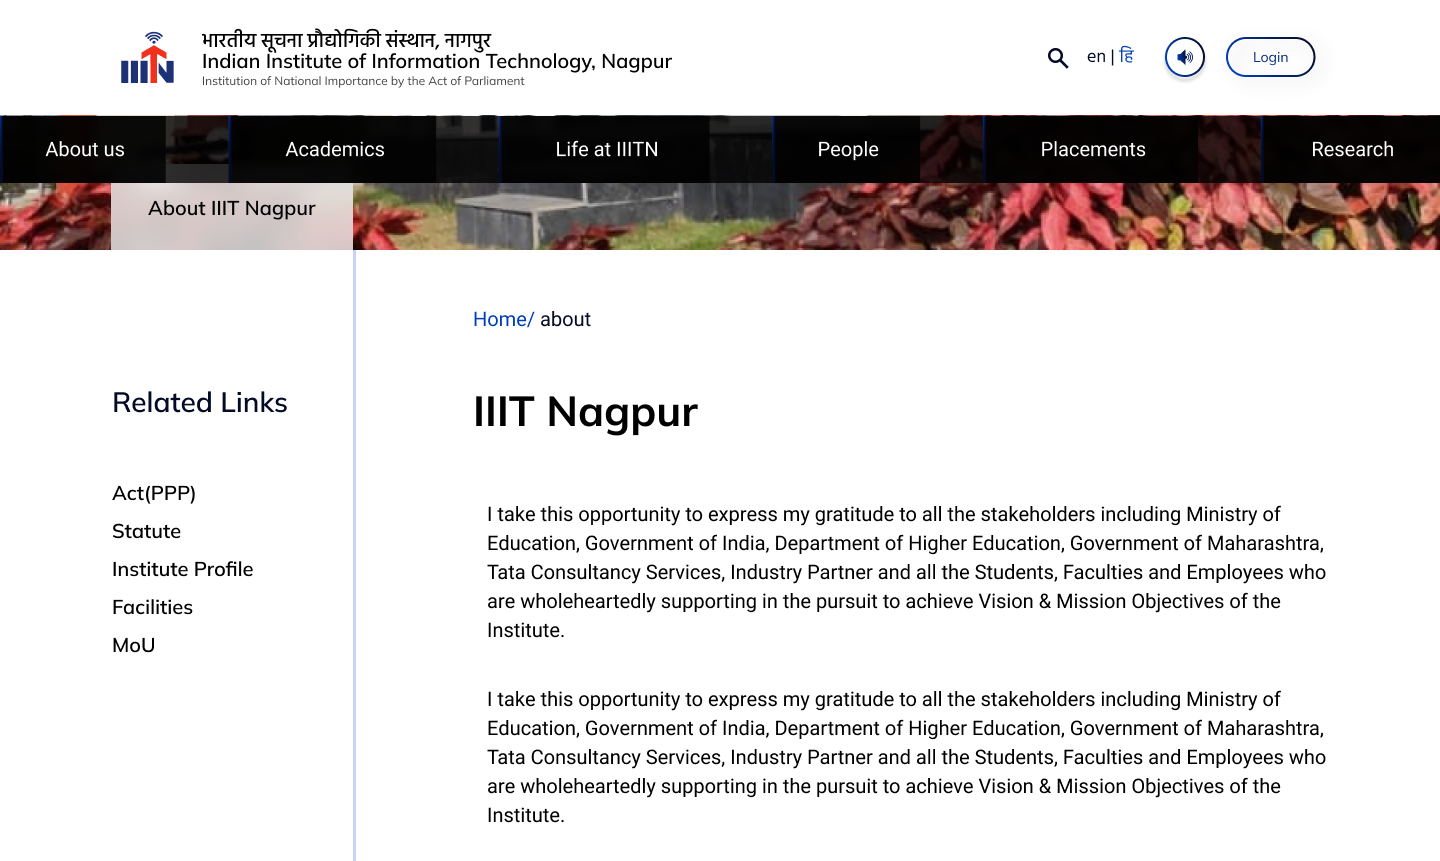 भारतीय सूचना प्रौद्योगिकी संस्थान, नागपुर
Indian Institute of Information Technology, Nagpur
Institution of National Importance by the Act of Parliament
IIITN
en | हि
Login
About us
Academics
Life at IIITN
People
Placements
Research
About IIIT Nagpur
Home/ about
Related Links
Act(PPP)
Statute
Institute Profile
Facilities
MoU
IIIT Nagpur
I take this opportunity to express my gratitude to all the stakeholders including Ministry of
Education, Government of India, Department of Higher Education, Government of Maharashtra,
Tata Consultancy Services, Industry Partner and all the Students, Faculties and Employees who
are wholeheartedly supporting in the pursuit to achieve Vision & Mission Objectives of the
Institute.
I take this opportunity to express my gratitude to all the stakeholders including Ministry of
Education, Government of India, Department of Higher Education, Government of Maharashtra,
Tata Consultancy Services, Industry Partner and all the Students, Faculties and Employees who
are wholeheartedly supporting in the pursuit to achieve Vision & Mission Objectives of the
Institute.